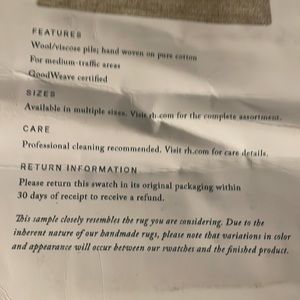 FEATURES
Wool/viscose pile; hand woven on pure cotton
For medium-traffic areas
GoodWeave certified
SIZES
Available in multiple sizes. Visit rh.com for the complete assortment.
CARE
Professional cleaning recommended. Visit rh.com for care details.
RETURN INFORMATION
Please return this swatch in its original packaging within
30 days of receipt to receive a refund.
This sample closely resembles the rug you are considering. Due to the
inherent nature of our handmade rugs, please note that variations in color
and appearance will occur between our swatches and the finished product.